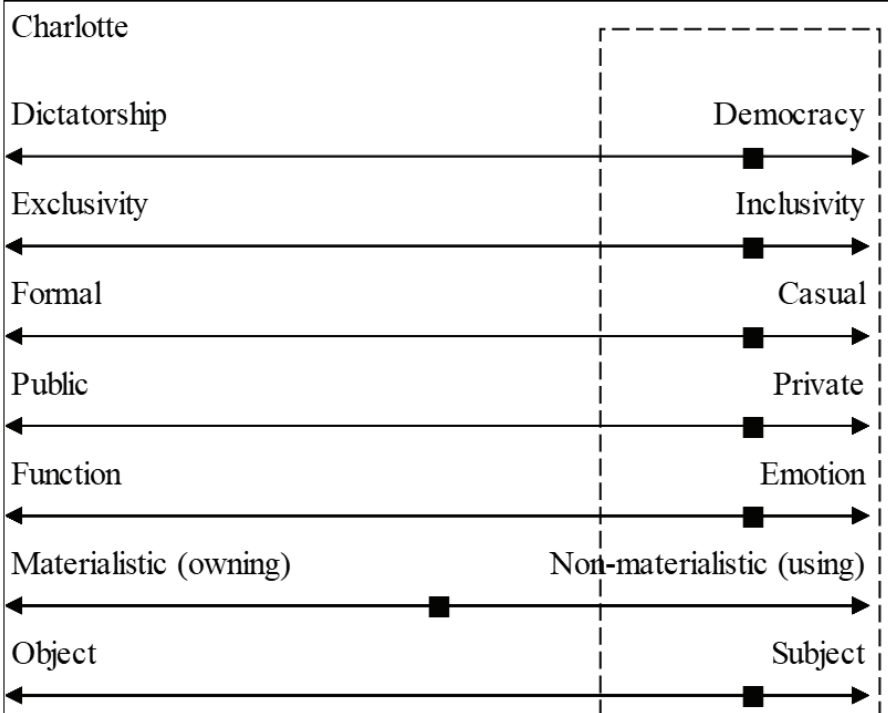 Charlotte
Dictatorship Democracy
Exclusivity Inclusivity
Formal Casual
Public Private
Function Emotion
Materialistic (owning) Non-materialistic (using)
Object Subject